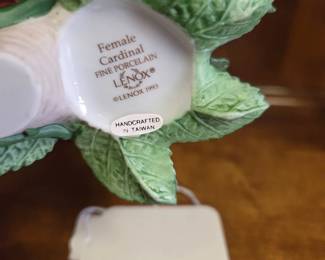 Female
Cardinal
FINE PORCELAIN
LENOX®
©LENOX 1993
HANDCRAFTED
IN TAIWAN